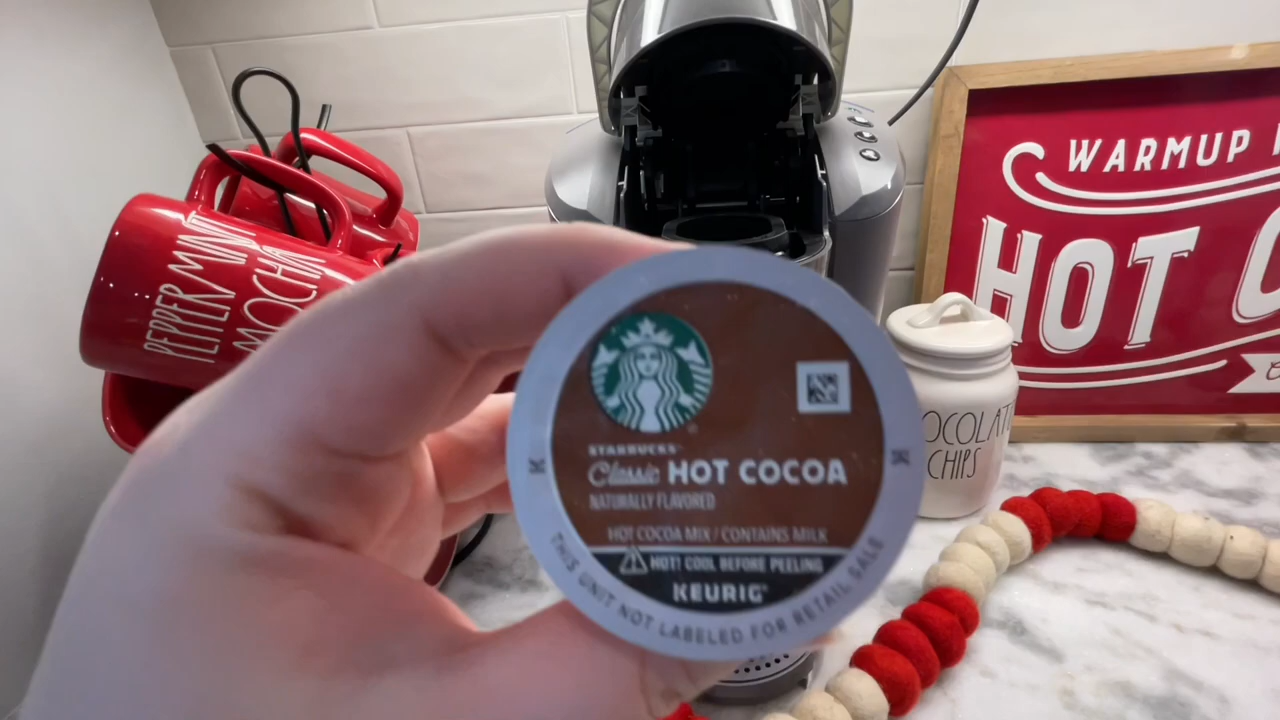 PEPPERMINT
MOCHA
WARMUP
HOT
CHIPS
STARBUCKS
Classic HOT COCOA
NATURALLY FLAVORED
HOT COCOA MIX / CONTAINS MILK
HOT! COOL BEFORE PEELING
KEURIG
THIS UNIT NOT LABELED FOR RETAIL SALE
K
K